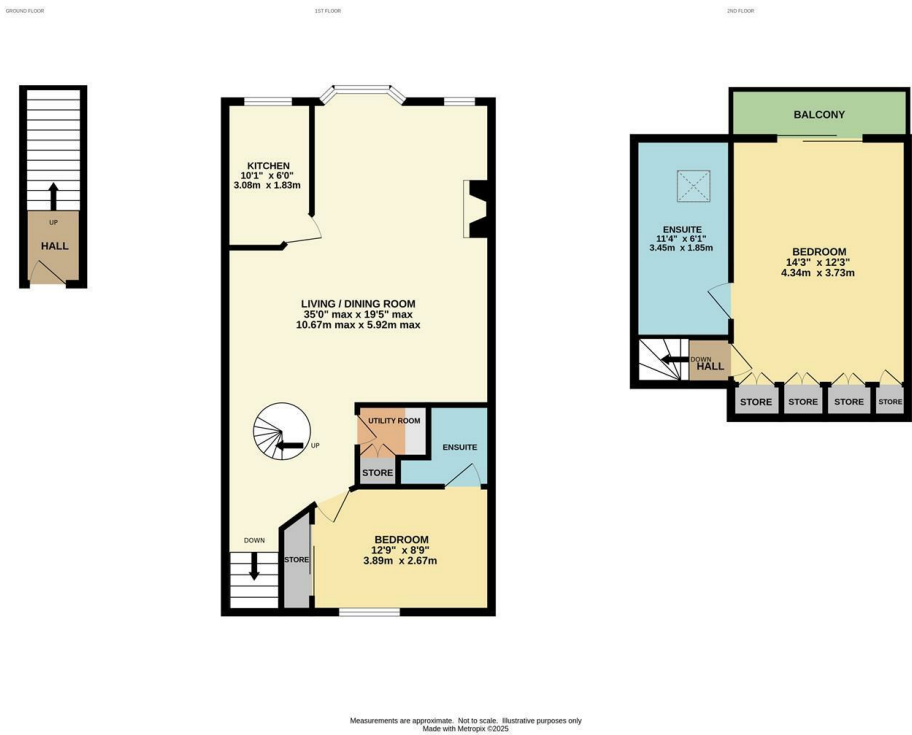 GROUND FLOOR
UP
HALL
1ST FLOOR
KITCHEN
10'1" x 6'0"
3.08m x 1.83m
LIVING / DINING ROOM
35'0" max x 19'5" max
10.67m max x 5.92m max
UP
UTILITY ROOM
STORE
ENSUITE
DOWN
STORE
BEDROOM
12'9" x 8'9"
3.89m x 2.67m
2ND FLOOR
BALCONY
ENSUITE
11'4" x 6'1"
3.45m x 1.85m
BEDROOM
14'3" x 12'3"
4.34m x 3.73m
DOWN
HALL
STORE
STORE
STORE
STORE
Measurements are approximate. Not to scale. Illustrative purposes only
Made with Metropix ©2025